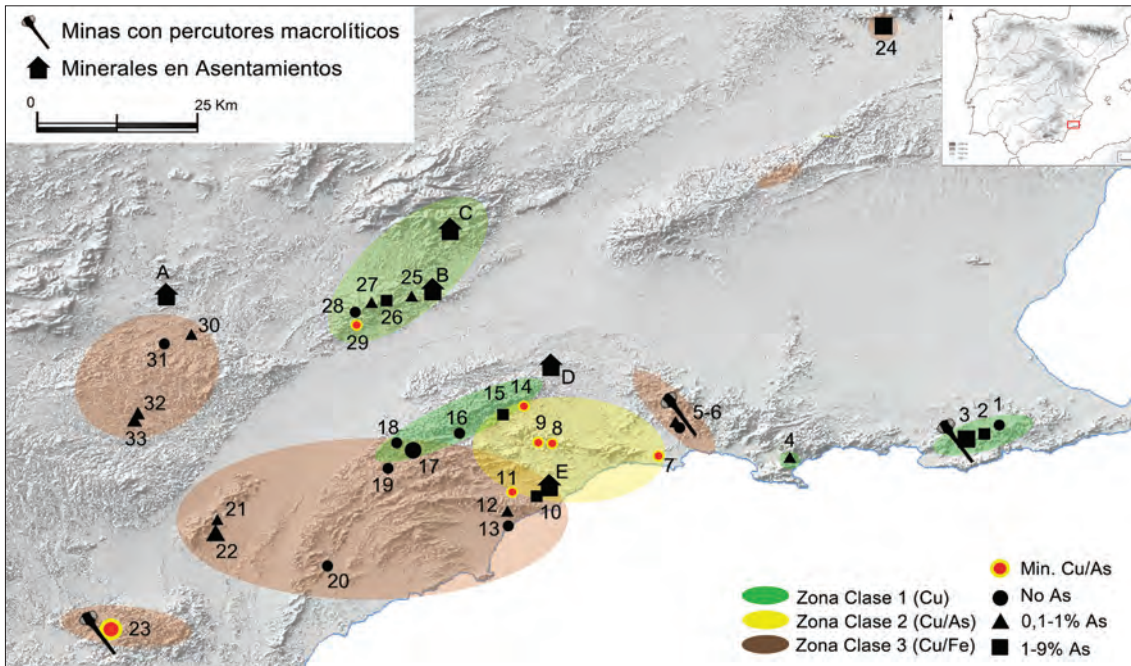 Minas con percutores macrolíticos
Minerales en Asentamientos
0 25 Km
24
C
A
27 25 B
28 26
29
30
31
32
33
D
14
15
5-6
18 16 9 8
17
19
7
4
3 2 1
11 E
12 10
13
21
22
20
23
Zona Clase 1 (Cu)
Zona Clase 2 (Cu/As)
Zona Clase 3 (Cu/Fe)
Min. Cu/As
No As
0,1-1% As
1-9% As